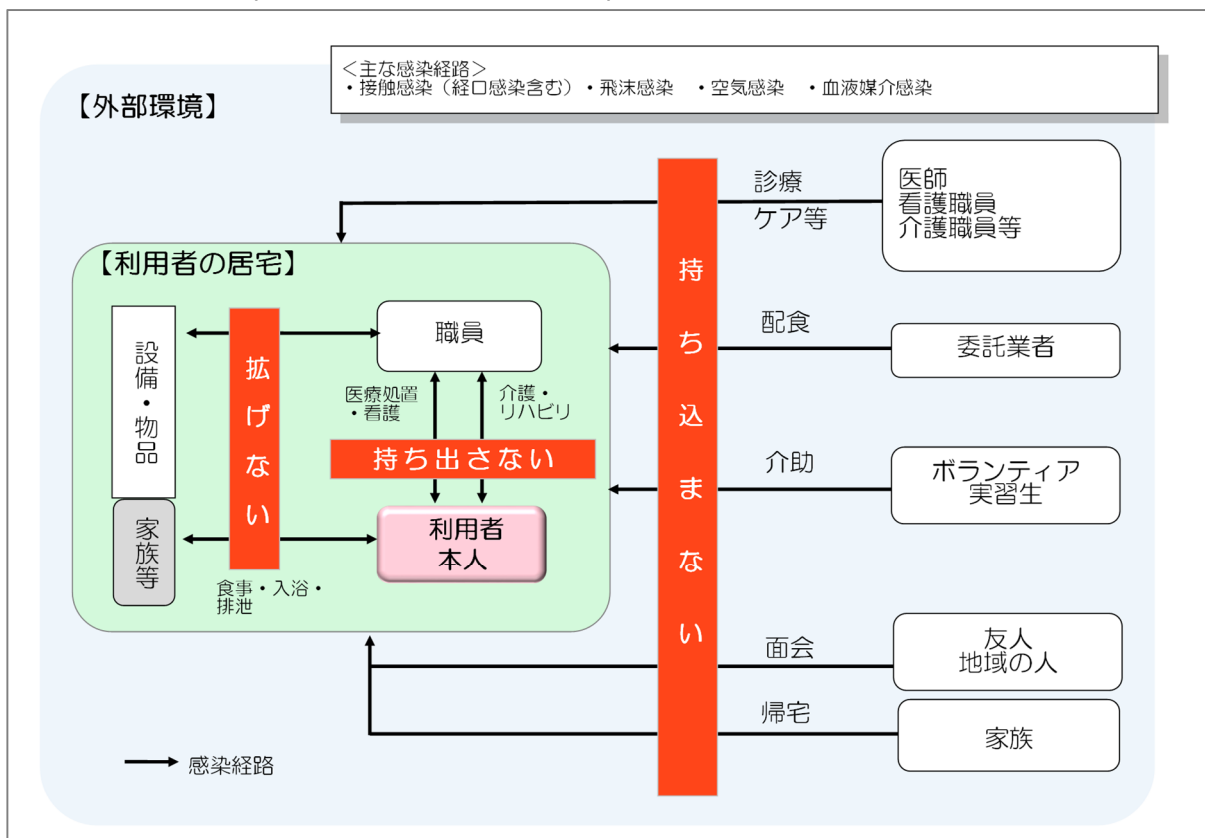 ＜主な感染経路＞
・接触感染（経口感染含む）・飛沫感染　・空気感染　・血液媒介感染
【外部環境】
診療
ケア等
医師
看護職員
介護職員等
【利用者の居宅】
設備・物品
拡げない
職員
医療処置
・看護
介護・
リハビリ
持ち出さない
利用者
本人
家族等
食事・入浴・
排泄
持ち込まない
配食
委託業者
介助
ボランティア
実習生
面会
友人
地域の人
帰宅
家族
感染経路